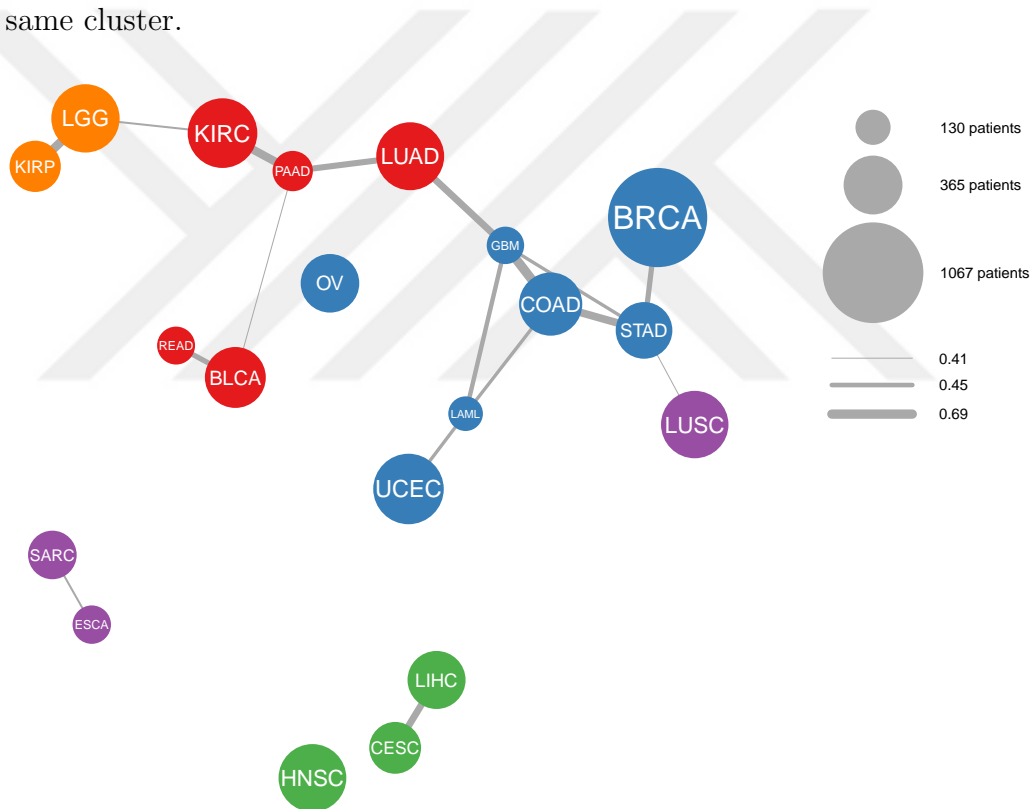 same cluster.
LGG
KIRC
KIRP
PAAD
LUAD
BRCA
GBM
OV
COAD
STAD
READ
BLCA
LAML
LUSC
UCEC
SARC
ESCA
LIHC
CESC
HNSC
130 patients
365 patients
1067 patients
0.41
0.45
0.69